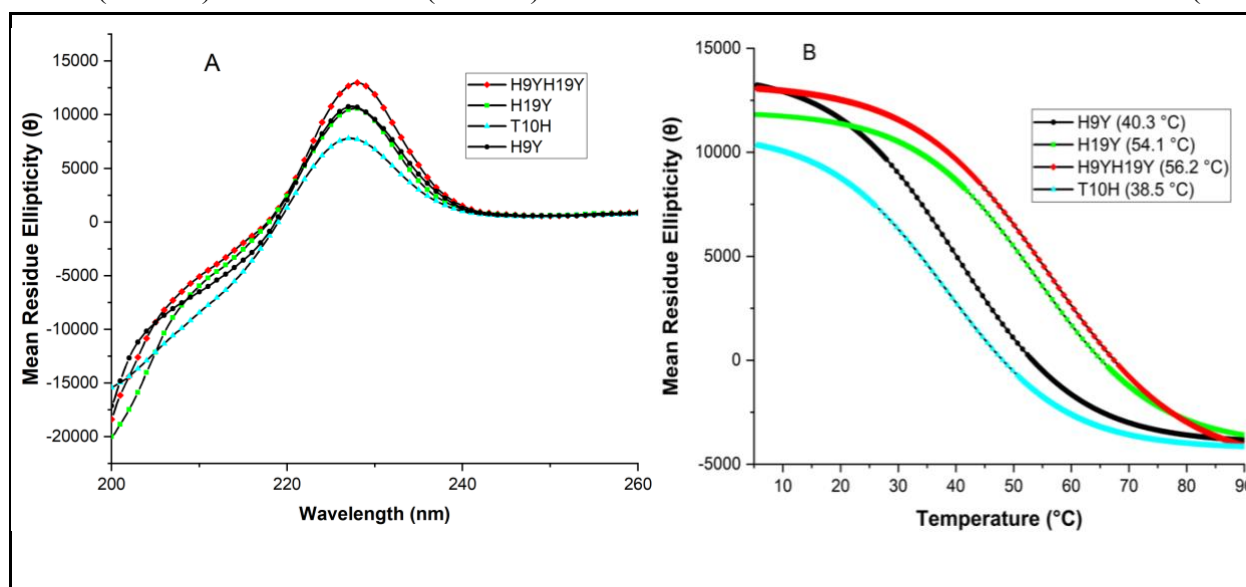 A
H9YH19Y
H19Y
T10H
H9Y
Mean Residue Ellipticity (θ)
15000
10000
5000
0
-5000
-10000
-15000
-20000
200
220
240
260
Wavelength (nm)
B
H9Y (40.3 °C)
H19Y (54.1 °C)
H9YH19Y (56.2 °C)
T10H (38.5 °C)
Mean Residue Ellipticity (θ)
15000
10000
5000
0
-5000
10 20 30 40 50 60 70 80 90
Temperature (°C)